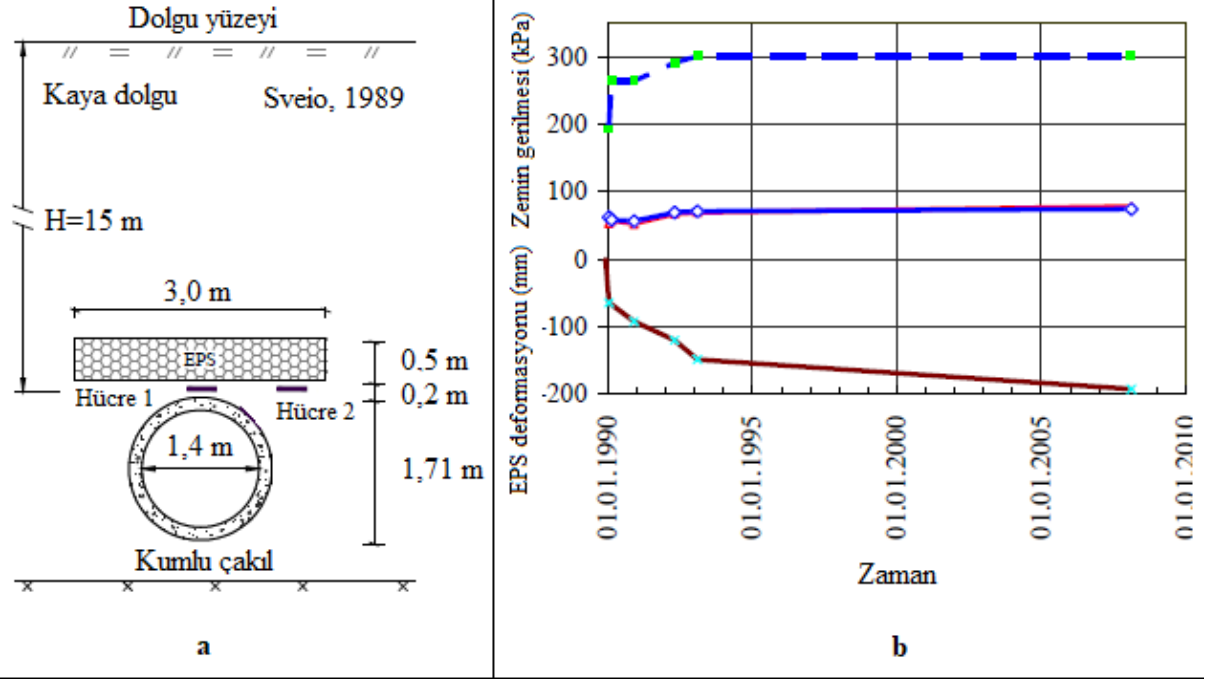 Dolgu yüzeyi
Kaya dolgu
Sveio, 1989
H=15 m
3,0 m
EPS
0,5 m
0,2 m
Hücre 1
Hücre 2
1,4 m
1,71 m
Kumlu çakıl
a
EPS deformasyonu (mm)
Zemin gerilmesi (kPa)
300
200
100
0
-100
-200
01.01.1990
01.01.1995
01.01.2000
01.01.2005
01.01.2010
Zaman
b